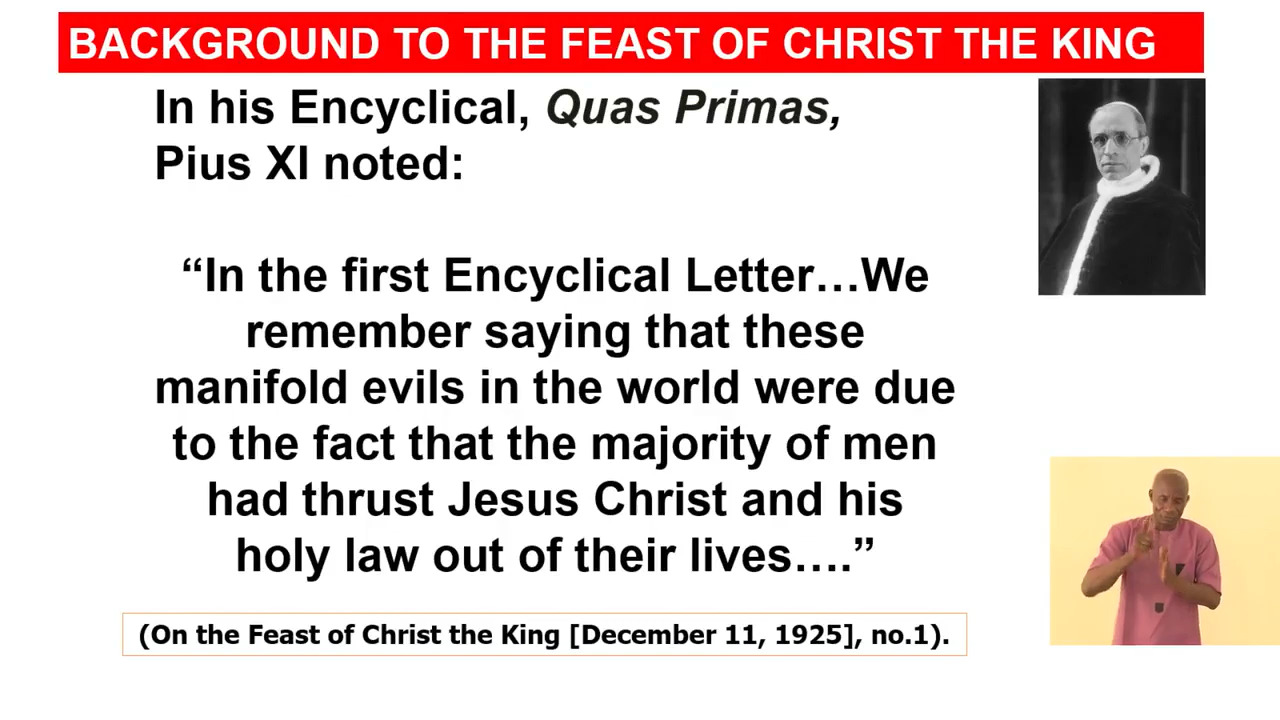 BACKGROUND TO THE FEAST OF CHRIST THE KING
In his Encyclical, Quas Primas,
Pius XI noted:
“In the first Encyclical Letter…We
remember saying that these
manifold evils in the world were due
to the fact that the majority of men
had thrust Jesus Christ and his
holy law out of their lives….”
(On the Feast of Christ the King [December 11, 1925], no.1).